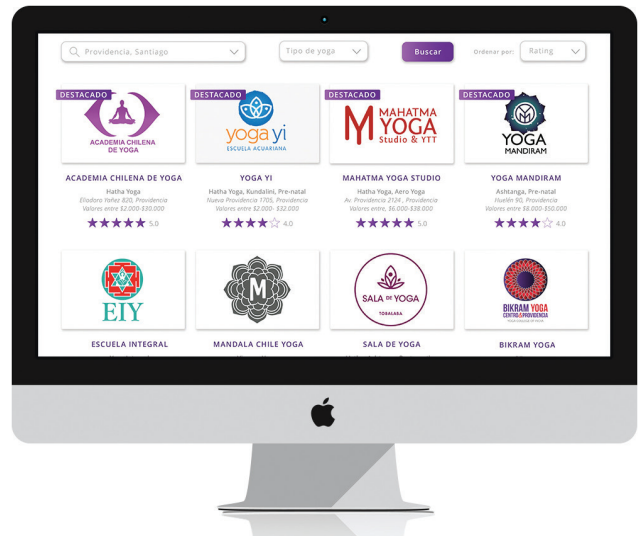 Providencia, Santiago
Tipo de yoga
Buscar
Ordenar por:
Rating
DESTACADO
DESTACADO
DESTACADO
DESTACADO
ACADEMIA CHILENA
DE YOGA
yoga yi
ESCUELA ACUARIANA
M MAHATMA
YOGA
Studio & YTT
YOGA
MANDIRAM
ACADEMIA CHILENA DE YOGA
Hatha Yoga
Eliodoro Yañez 820, Providencia
Valores entre $2.000-$30.000
5.0
YOGA YI
Hatha Yoga, Kundalini, Pre-natal
Nueva Providencia 1705, Providencia
Valores entre $2.000- $32.000
4.0
MAHATMA YOGA STUDIO
Hatha Yoga, Aero Yoga
Av. Providencia 2124 , Providencia
Valores entre, $6.000-$38.000
5.0
YOGA MANDIRAM
Ashtanga, Pre-natal
Huelén 90, Providencia
Valores entre $8.000-$50.000
4.0
EIY
M
SALA DE YOGA
TOBALABA
BIKRAM YOGA
CENTRO&PROVIDENCIA
ESCUELA INTEGRAL
MANDALA CHILE YOGA
SALA DE YOGA
BIKRAM YOGA